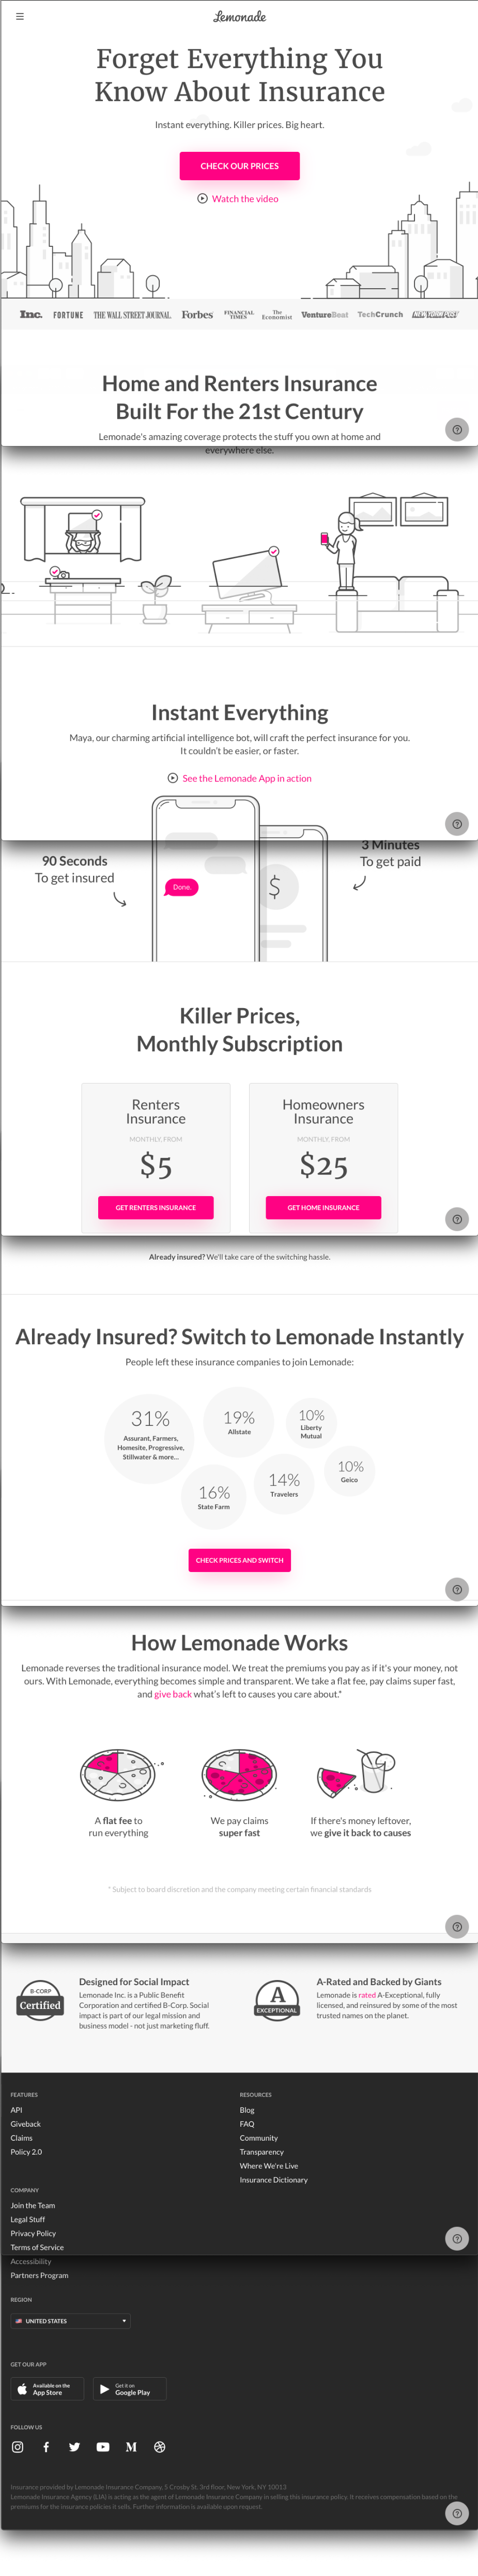 Lemonade
Forget Everything You
Know About Insurance
Instant everything. Killer prices. Big heart.
CHECK OUR PRICES
Watch the video
Inc. FORTUNE THE WALL STREET JOURNAL. Forbes FINANCIAL TIMES The Economist VentureBeat TechCrunch NEW YORK POST
Home and Renters Insurance
Built For the 21st Century
Lemonade's amazing coverage protects the stuff you own at home and
everywhere else.
Instant Everything
Maya, our charming artificial intelligence bot, will craft the perfect insurance for you.
It couldn't be easier, or faster.
See the Lemonade App in action
90 Seconds
To get insured
3 Minutes
To get paid
Done.
$
Killer Prices,
Monthly Subscription
Renters
Insurance
MONTHLY, FROM
$5
GET RENTERS INSURANCE
Homeowners
Insurance
MONTHLY, FROM
$25
GET HOME INSURANCE
Already insured? We'll take care of the switching hassle.
Already Insured? Switch to Lemonade Instantly
People left these insurance companies to join Lemonade:
31%
Assurant, Farmers,
Homesite, Progressive,
Stillwater & more...
19%
Allstate
10%
Liberty
Mutual
16%
State Farm
14%
Travelers
10%
Geico
CHECK PRICES AND SWITCH
How Lemonade Works
Lemonade reverses the traditional insurance model. We treat the premiums you pay as if it's your money, not
ours. With Lemonade, everything becomes simple and transparent. We take a flat fee, pay claims super fast,
and give back what's left to causes you care about.*
A flat fee to
run everything
We pay claims
super fast
If there's money leftover,
we give it back to causes
* Subject to board discretion and the company meeting certain financial standards
B-CORP
Certified
Designed for Social Impact
Lemonade Inc. is a Public Benefit
Corporation and certified B-Corp. Social
impact is part of our legal mission and
business model - not just marketing fluff.
A
EXCEPTIONAL
A-Rated and Backed by Giants
Lemonade is rated A-Exceptional, fully
licensed, and reinsured by some of the most
trusted names on the planet.
FEATURES
API
Giveback
Claims
Policy 2.0
RESOURCES
Blog
FAQ
Community
Transparency
Where We're Live
Insurance Dictionary
COMPANY
Join the Team
Legal Stuff
Privacy Policy
Terms of Service
Accessibility
Partners Program
REGION
UNITED STATES
GET OUR APP
Available on the
App Store
Get it on
Google Play
FOLLOW US
Insurance provided by Lemonade Insurance Company, 5 Crosby St. 3rd floor, New York, NY 10013
Lemonade Insurance Agency (LIA) is acting as the agent of Lemonade Insurance Company in selling this insurance policy. It receives compensation based on the
premiums for the insurance policies it sells. Further information is available upon request.